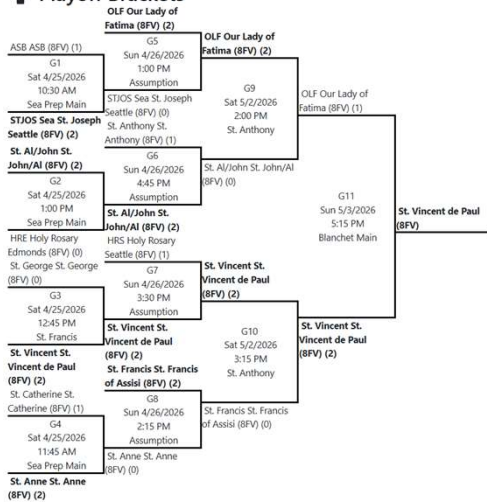 Playoff Brackets
OLF Our Lady of
Fatima (8FV) (2)
ASB ASB (8FV) (1)
G1
Sat 4/25/2026
10:30 AM
Sea Prep Main
STJOS Sea St. Joseph
Seattle (8FV) (2)
G5
Sun 4/26/2026
1:00 PM
Assumption
STJOS Sea St. Joseph
Seattle (8FV) (0)
OLF Our Lady of
Fatima (8FV) (2)
St. Anthony St.
Anthony (8FV) (1)
St. Al/John St.
John/Al (8FV) (2)
G2
Sat 4/25/2026
1:00 PM
Sea Prep Main
HRE Holy Rosary
Edmonds (8FV) (0)
G6
Sun 4/26/2026
4:45 PM
Assumption
St. Al/John St.
John/Al (8FV) (2)
G9
Sat 5/2/2026
2:00 PM
St. Anthony
St. Al/John St. John/Al
(8FV) (0)
OLF Our Lady of
Fatima (8FV) (1)
HRS Holy Rosary
Seattle (8FV) (1)
St. George St. George
(8FV) (0)
G3
Sat 4/25/2026
12:45 PM
St. Francis
St. Vincent St.
Vincent de Paul
(8FV) (2)
G7
Sun 4/26/2026
3:30 PM
Assumption
St. Vincent St.
Vincent de Paul
(8FV) (2)
St. Vincent St.
Vincent de Paul
(8FV) (2)
G10
Sat 5/2/2026
3:15 PM
St. Anthony
St. Francis St. Francis
of Assisi (8FV) (2)
St. Catherine St.
Catherine (8FV) (1)
G4
Sat 4/25/2026
11:45 AM
Sea Prep Main
St. Anne St. Anne
(8FV) (2)
G8
Sun 4/26/2026
2:15 PM
Assumption
St. Anne St. Anne
(8FV) (0)
St. Francis St. Francis
of Assisi (8FV) (0)
St. Vincent St.
Vincent de Paul
(8FV) (2)
G11
Sun 5/3/2026
5:15 PM
Blanchet Main
St. Vincent de Paul
(8FV)